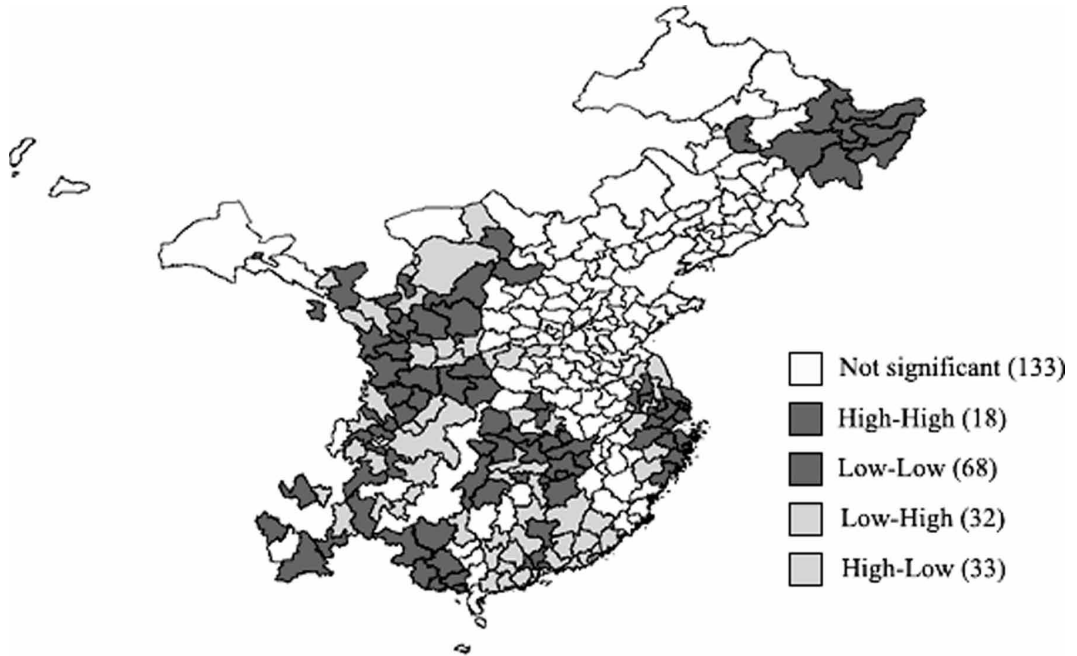 Not significant (133)
High-High (18)
Low-Low (68)
Low-High (32)
High-Low (33)